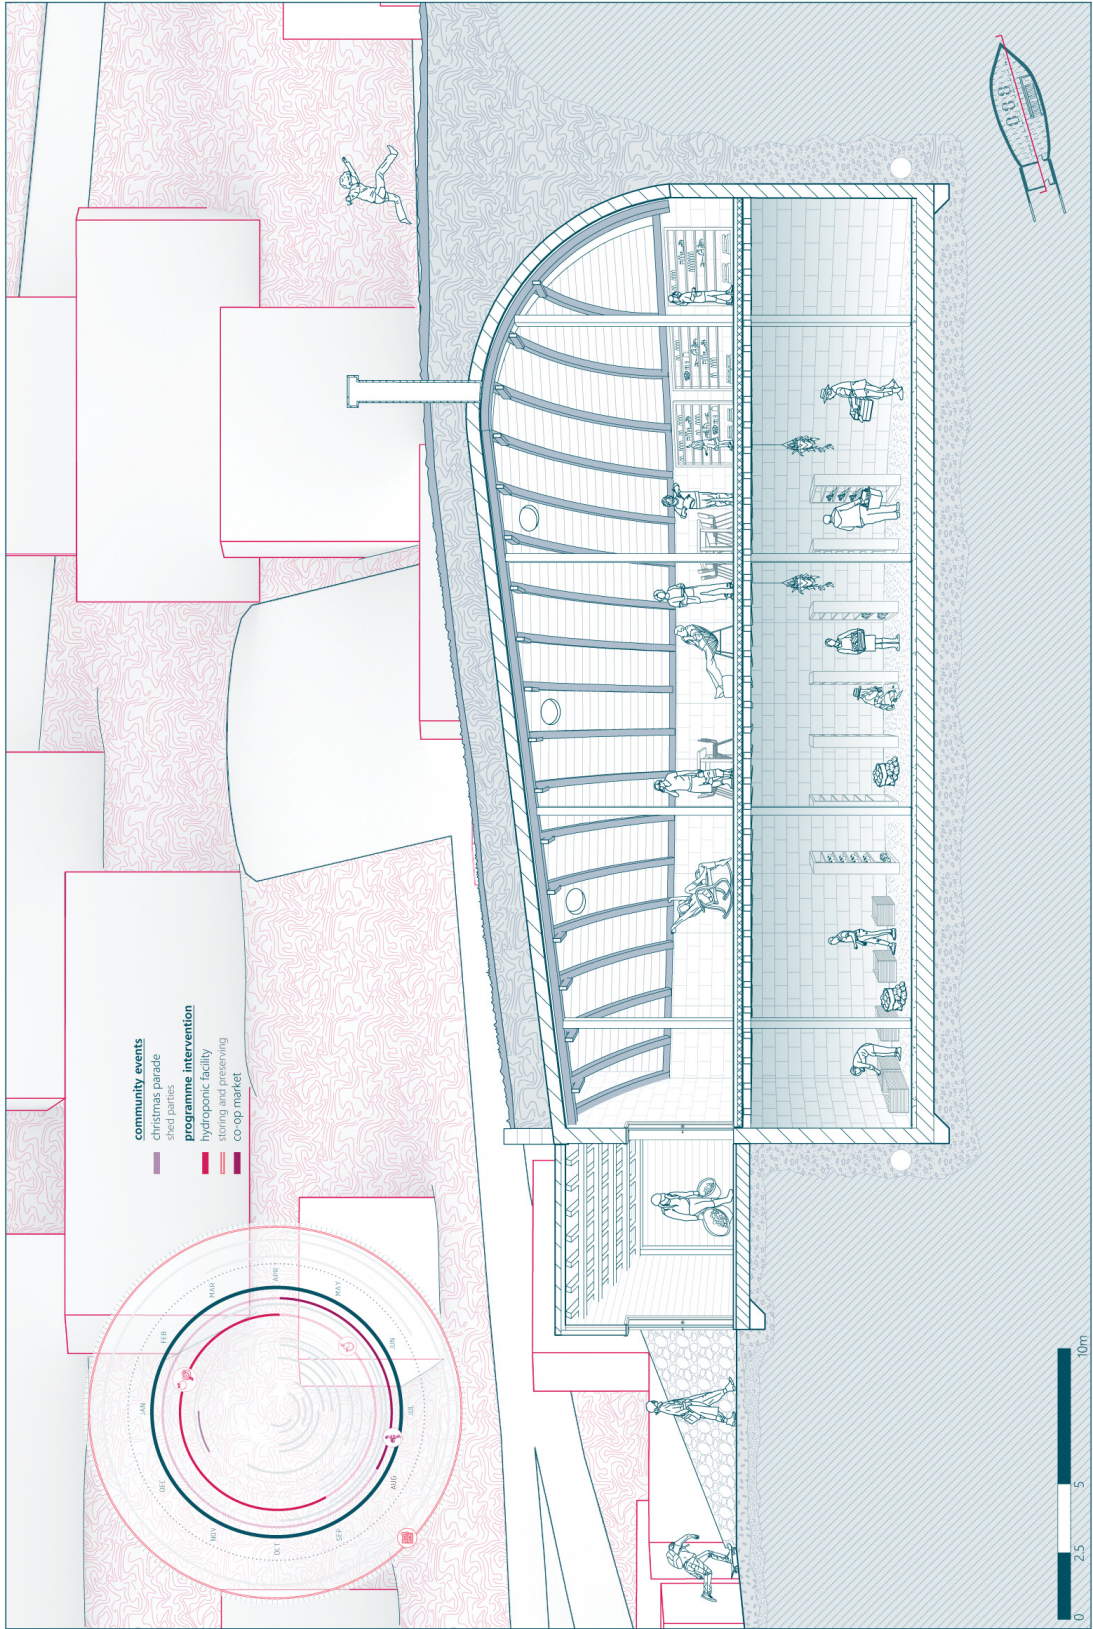 community events
christmas parade
shed parties
programme intervention
hydroponic facility
storing and preserving
co-op market
JAN
FEB
MAR
APR
MAY
JUN
JUL
AUG
SEP
OCT
NOV
DEC
0
2.5
5
10m